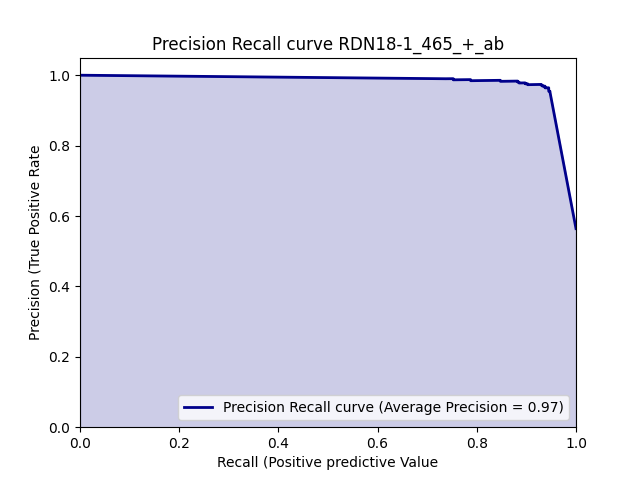 Precision Recall curve RDN18-1_465_+_ab
Precision (True Positive Rate
1.0
0.8
0.6
0.4
0.2
0.0
Precision Recall curve (Average Precision = 0.97)
0.0 0.2 0.4 0.6 0.8 1.0
Recall (Positive predictive Value